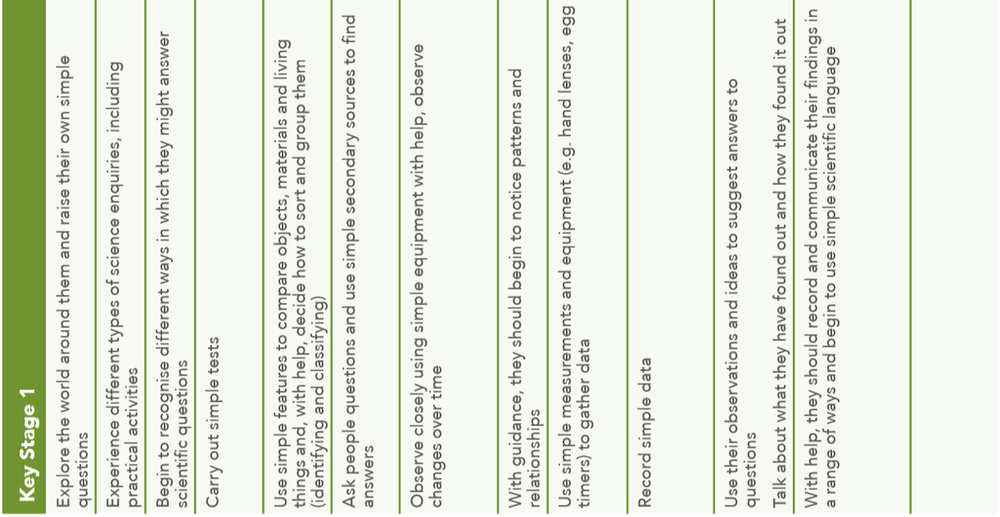 Key Stage 1
Explore the world around them and raise their own simple
questions
Experience different types of science enquiries, including
practical activities
Begin to recognise different ways in which they might answer
scientific questions
Carry out simple tests
Use simple features to compare objects, materials and living
things and, with help, decide how to sort and group them
(identifying and classifying)
Ask people questions and use simple secondary sources to find
answers
Observe closely using simple equipment with help, observe
changes over time
With guidance, they should begin to notice patterns and
relationships
Use simple measurements and equipment (e.g. hand lenses, egg
timers) to gather data
Record simple data
Use their observations and ideas to suggest answers to
questions
Talk about what they have found out and how they found it out
With help, they should record and communicate their findings in
a range of ways and begin to use simple scientific language